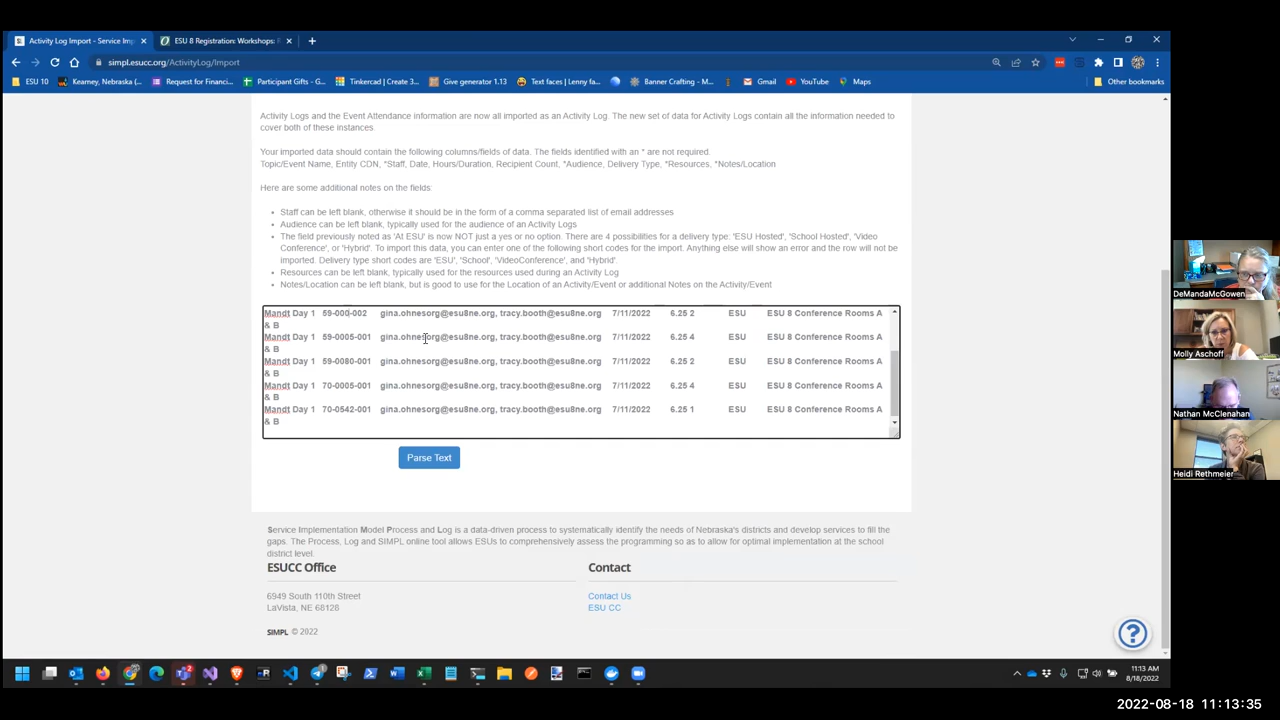 Activity Log Import - Service Im
ESU 8 Registration: Workshops: R
simpl.esucc.org/ActivityLog/Import
ESU 10
Kearney, Nebraska (...
Request for Financi...
Participant Gifts - G...
Tinkercad | Create 3...
Give generator 1.13
Text faces | Lenny fa...
Banner Crafting - M...
Gmail
YouTube
Maps
Other bookmarks
Activity Logs and the Event Attendance information are now all imported as an Activity Log. The new set of data for Activity Logs contain all the information needed to
cover both of these instances.
Your imported data should contain the following columns/fields of data. The fields identified with an * are not required.
Topic/Event Name, Entity CDN, *Staff, Date, Hours/Duration, Recipient Count, *Audience, Delivery Type, *Resources, *Notes/Location
Here are some additional notes on the fields:
• Staff can be left blank, otherwise it should be in the form of a comma separated list of email addresses
• Audience can be left blank, typically used for the audience of an Activity Logs
• The field previously noted as 'At ESU' is now NOT just a yes or no option. There are 4 possibilities for a delivery type: 'ESU Hosted', 'School Hosted', 'Video
Conference', or 'Hybrid'. To import this data, you can enter one of the following short codes for the import. Anything else will show an error and the row will not be
imported. Delivery type short codes are 'ESU', 'School', 'VideoConference', and 'Hybrid'.
• Resources can be left blank, typically used for the resources used during an Activity Log
• Notes/Location can be left blank, but is good to use for the Location of an Activity/Event or additional Notes on the Activity/Event
Mandt Day 1 59-000-002 gina.ohnesorg@esu8ne.org, tracy.booth@esu8ne.org 7/11/2022 6.25 2 ESU ESU 8 Conference Rooms A
& B
Mandt Day 1 59-0005-001 gina.ohnesorg@esu8ne.org, tracy.booth@esu8ne.org 7/11/2022 6.25 4 ESU ESU 8 Conference Rooms A
& B
Mandt Day 1 59-0080-001 gina.ohnesorg@esu8ne.org, tracy.booth@esu8ne.org 7/11/2022 6.25 2 ESU ESU 8 Conference Rooms A
& B
Mandt Day 1 70-0005-001 gina.ohnesorg@esu8ne.org, tracy.booth@esu8ne.org 7/11/2022 6.25 4 ESU ESU 8 Conference Rooms A
& B
Mandt Day 1 70-0542-001 gina.ohnesorg@esu8ne.org, tracy.booth@esu8ne.org 7/11/2022 6.25 1 ESU ESU 8 Conference Rooms A
& B
Parse Text
Service Implementation Model Process and Log is a data-driven process to systematically identify the needs of Nebraska's districts and develop services to fill the
gaps. The Process, Log and SIMPL online tool allows ESUs to comprehensively assess the programming so as to allow for optimal implementation at the school
district level.
ESUCC Office
Contact
6949 South 110th Street
LaVista, NE 68128
Contact Us
ESU CC
SIMPL © 2022
?
11:13 AM
8/18/2022
DeMandaMcGowen
Molly Aschoff
Nathan McClenahan
Heidi Rethmeier
2022-08-18 11:13:35